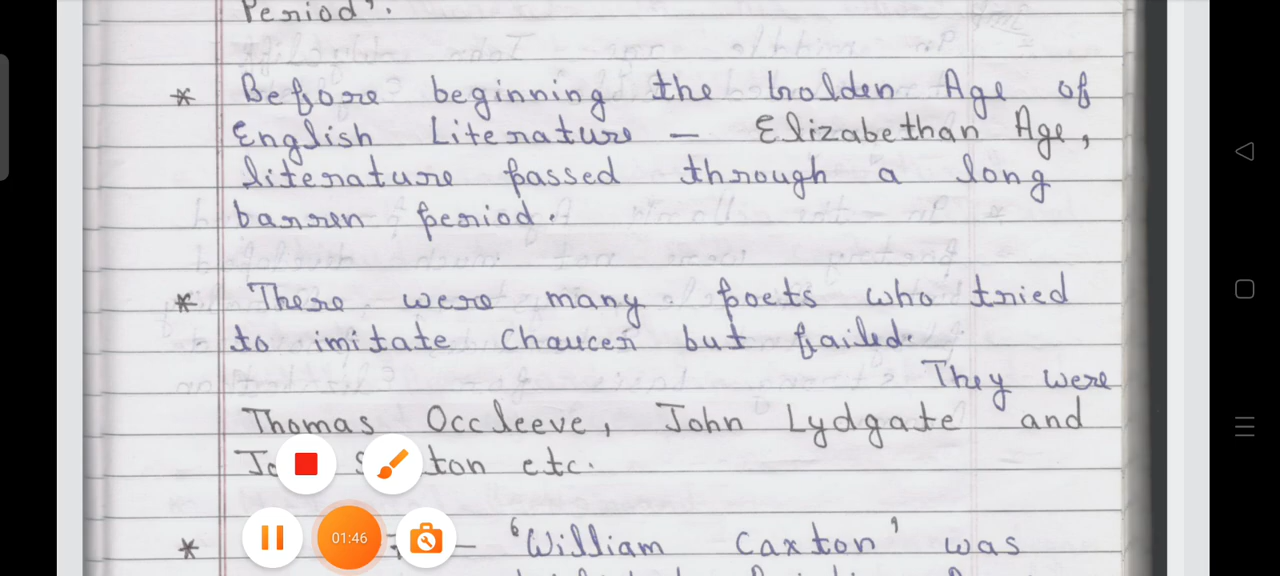 Period'.
* Before beginning the Golden Age of
English Literature – Elizabethan Age,
literature passed through a long
barren period.
* There were many poets who tried
to imitate Chaucer but failed.
They were
Thomas Occleeve, John Lydgate and
etc.
* – 'William Caxton' was
01:46